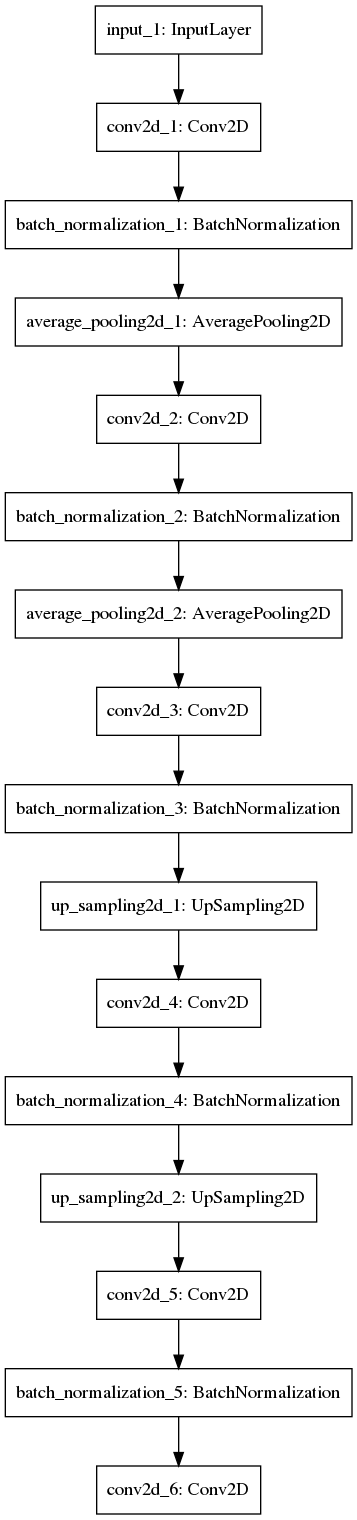 input_1: InputLayer
conv2d_1: Conv2D
batch_normalization_1: BatchNormalization
average_pooling2d_1: AveragePooling2D
conv2d_2: Conv2D
batch_normalization_2: BatchNormalization
average_pooling2d_2: AveragePooling2D
conv2d_3: Conv2D
batch_normalization_3: BatchNormalization
up_sampling2d_1: UpSampling2D
conv2d_4: Conv2D
batch_normalization_4: BatchNormalization
up_sampling2d_2: UpSampling2D
conv2d_5: Conv2D
batch_normalization_5: BatchNormalization
conv2d_6: Conv2D